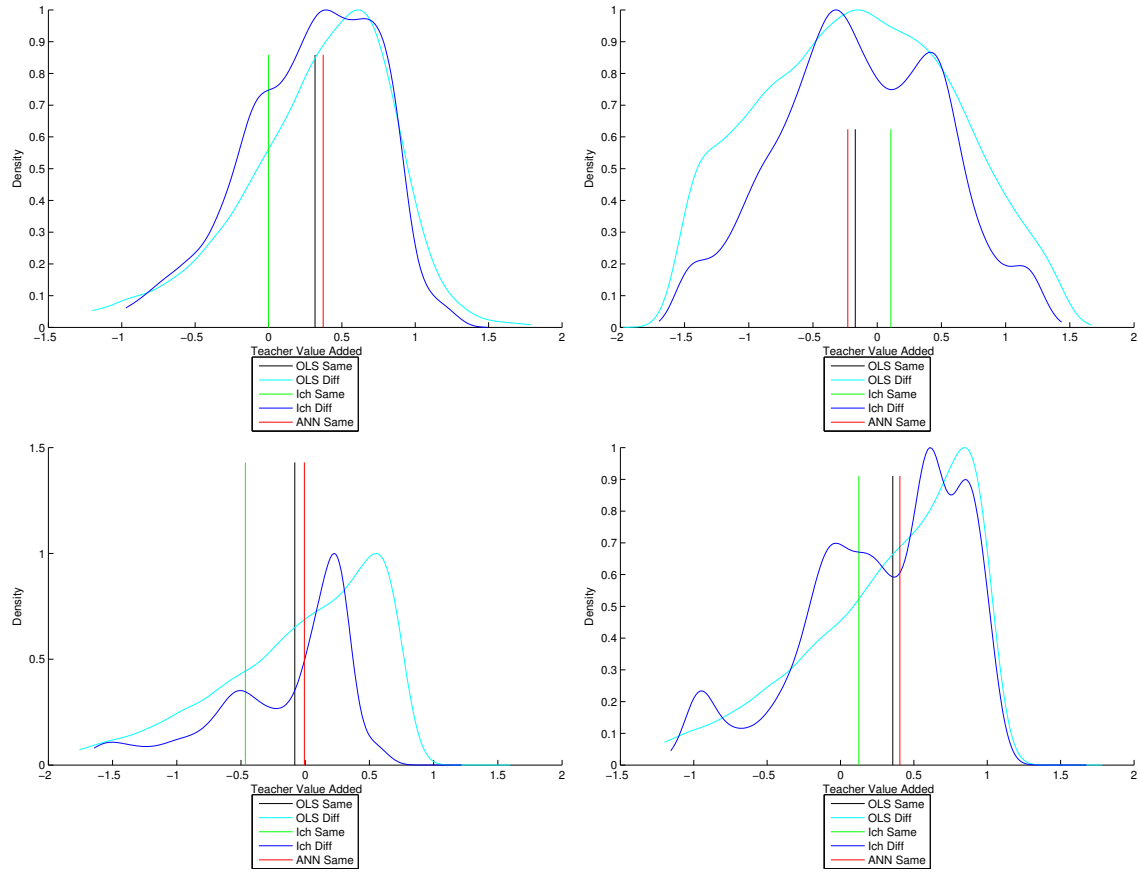 1
0.9
0.8
0.7
0.6
0.5
0.4
0.3
0.2
0.1
0
Density
-1.5 -1 -0.5 0 0.5 1 1.5 2
Teacher Value Added
OLS Same
OLS Diff
Ich Same
Ich Diff
ANN Same
1
0.9
0.8
0.7
0.6
0.5
0.4
0.3
0.2
0.1
0
Density
-2 -1.5 -1 -0.5 0 0.5 1 1.5 2
Teacher Value Added
OLS Same
OLS Diff
Ich Same
Ich Diff
ANN Same
1.5
1
0.5
0
Density
-2 -1.5 -1 -0.5 0 0.5 1 1.5 2
Teacher Value Added
OLS Same
OLS Diff
Ich Same
Ich Diff
ANN Same
1
0.9
0.8
0.7
0.6
0.5
0.4
0.3
0.2
0.1
0
Density
-1.5 -1 -0.5 0 0.5 1 1.5 2
Teacher Value Added
OLS Same
OLS Diff
Ich Same
Ich Diff
ANN Same